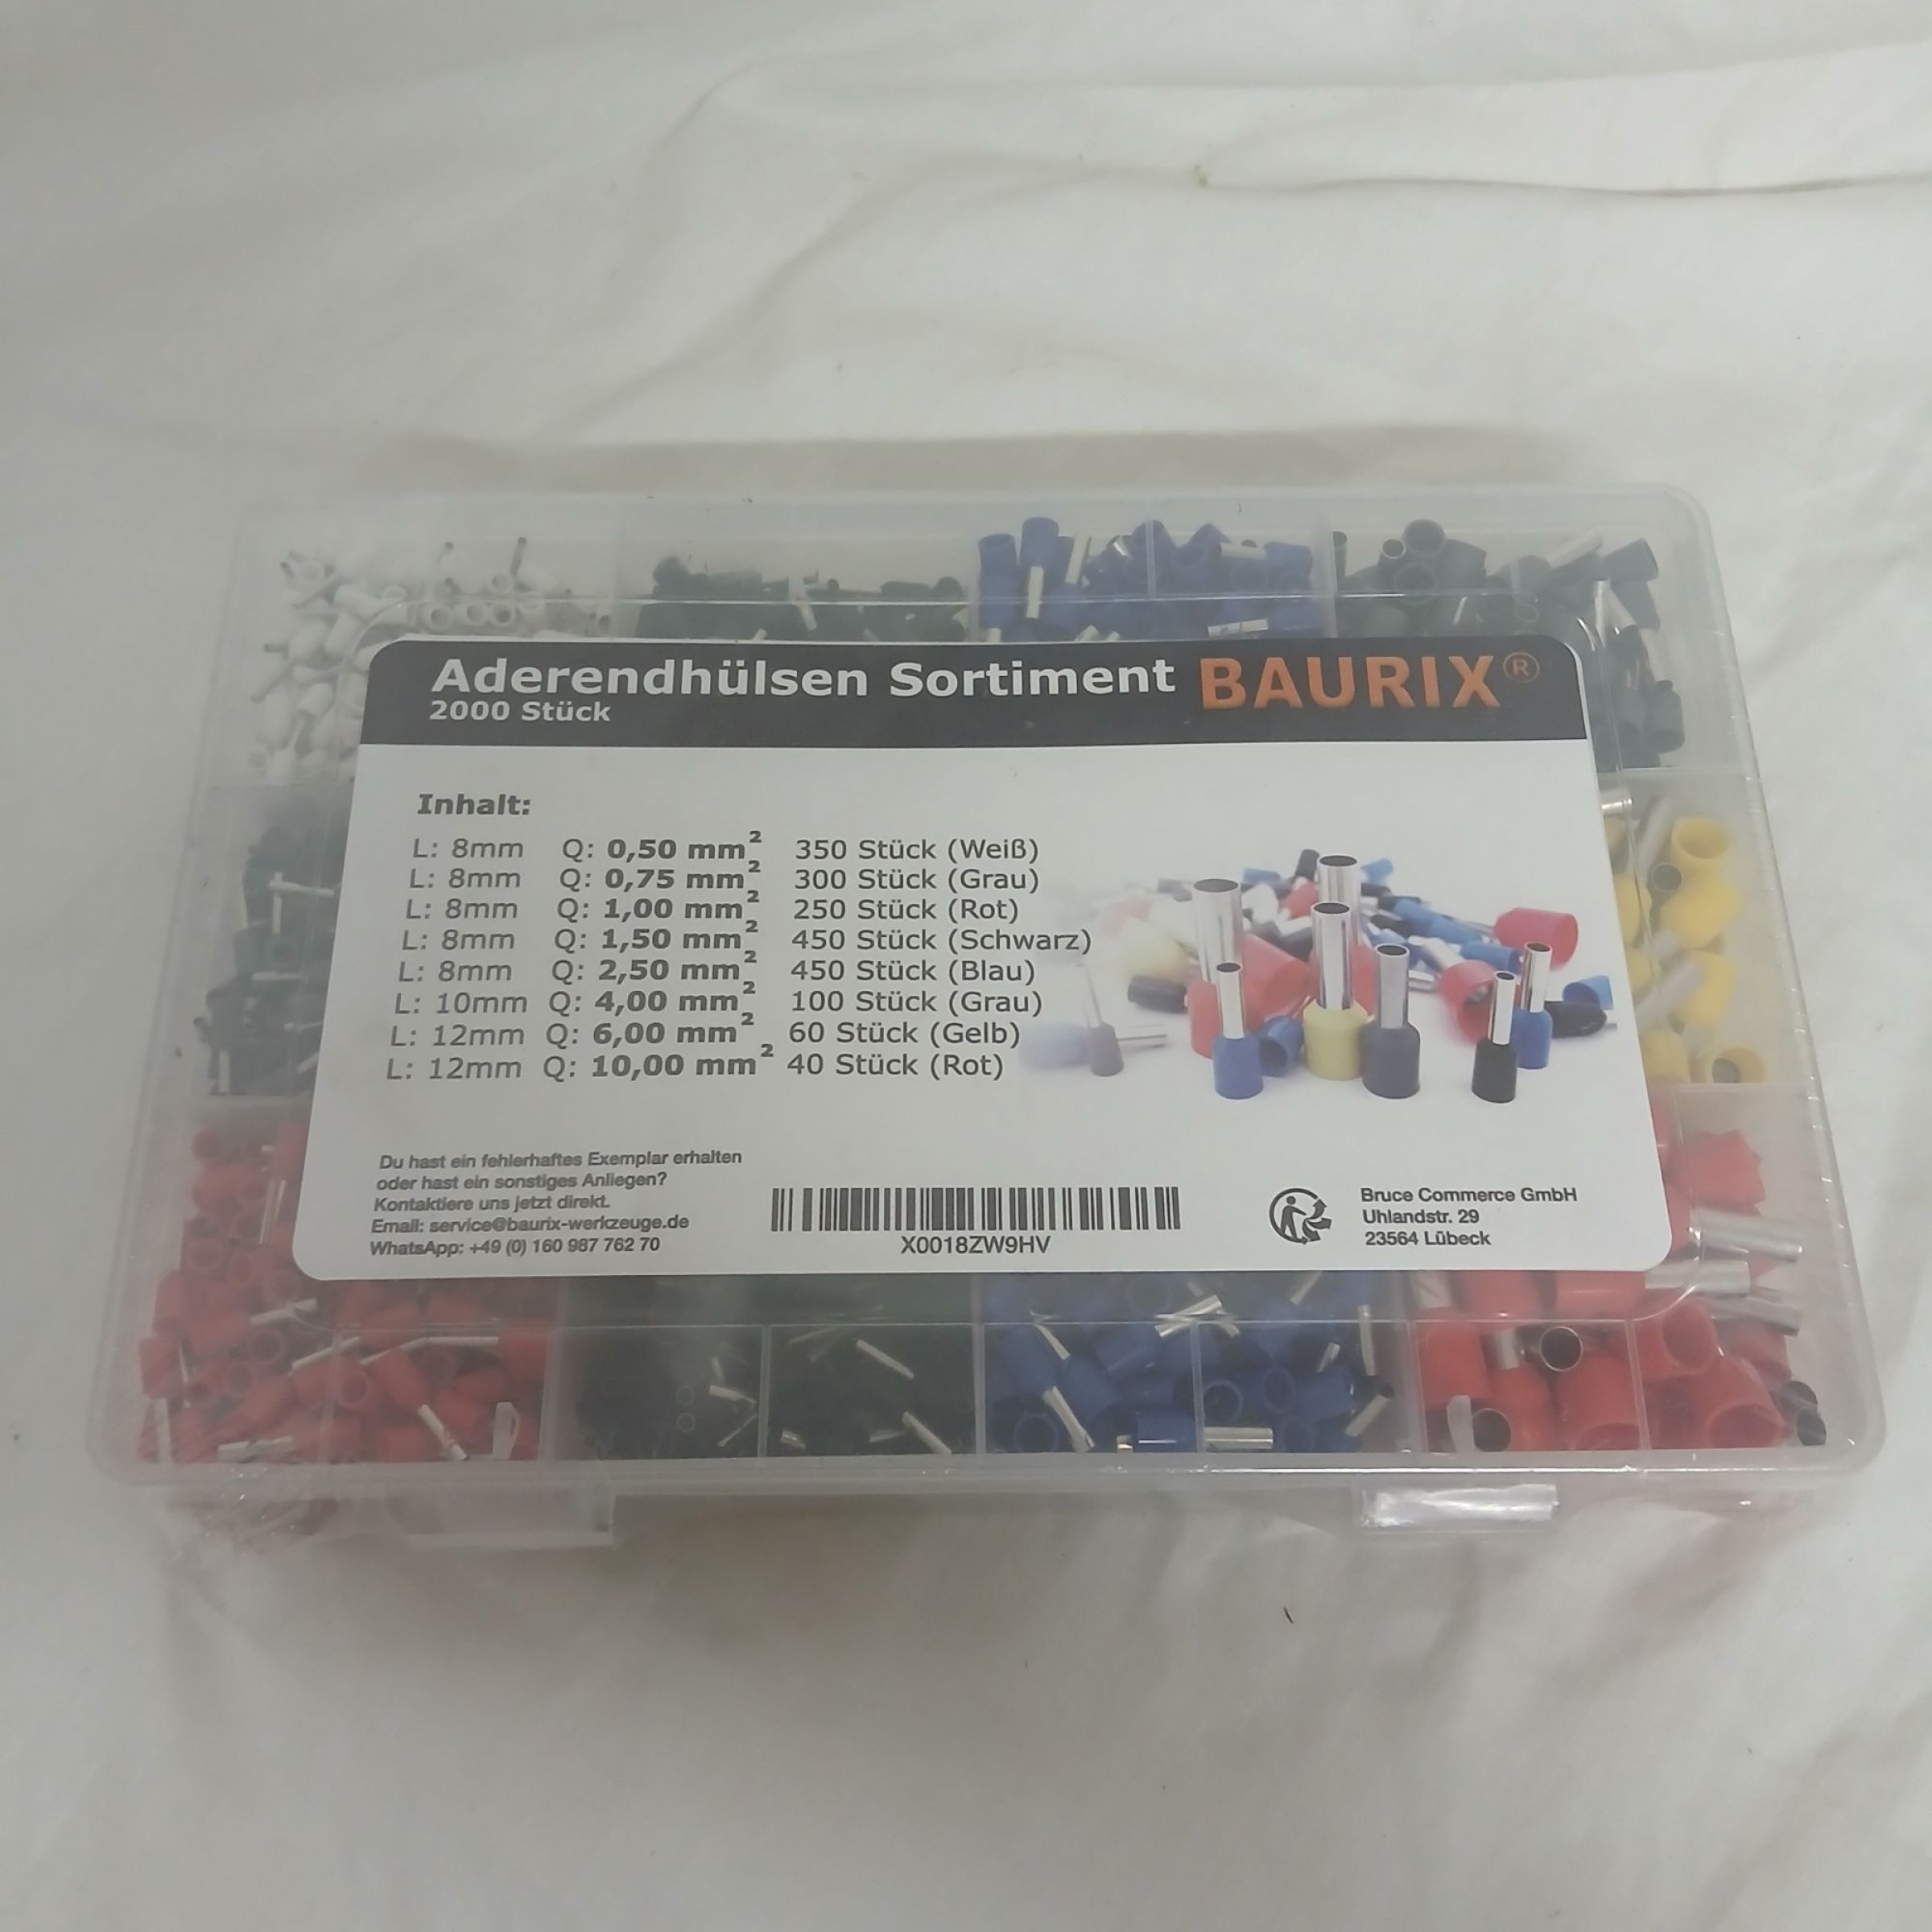 Aderendhülsen Sortiment BAURIX®
2000 Stück
Inhalt:
L: 8mm Q: 0,50 mm² 350 Stück (Weiß)
L: 8mm Q: 0,75 mm² 300 Stück (Grau)
L: 8mm Q: 1,00 mm² 250 Stück (Rot)
L: 8mm Q: 1,50 mm² 450 Stück (Schwarz)
L: 8mm Q: 2,50 mm² 450 Stück (Blau)
L: 10mm Q: 4,00 mm² 100 Stück (Grau)
L: 12mm Q: 6,00 mm² 60 Stück (Gelb)
L: 12mm Q: 10,00 mm² 40 Stück (Rot)
Du hast ein fehlerhaftes Exemplar erhalten
oder hast ein sonstiges Anliegen?
Kontaktiere uns jetzt direkt.
Email: service@baurix-werkzeuge.de
WhatsApp: +49 (0) 160 987 762 70
X0018ZW9HV
Bruce Commerce GmbH
Uhlandstr. 29
23564 Lübeck